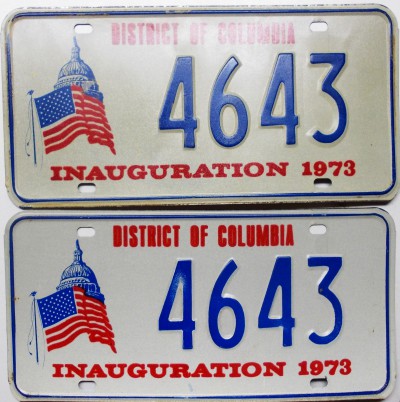 DISTRICT OF COLUMBIA
4643
INAUGURATION 1973
DISTRICT OF COLUMBIA
4643
INAUGURATION 1973